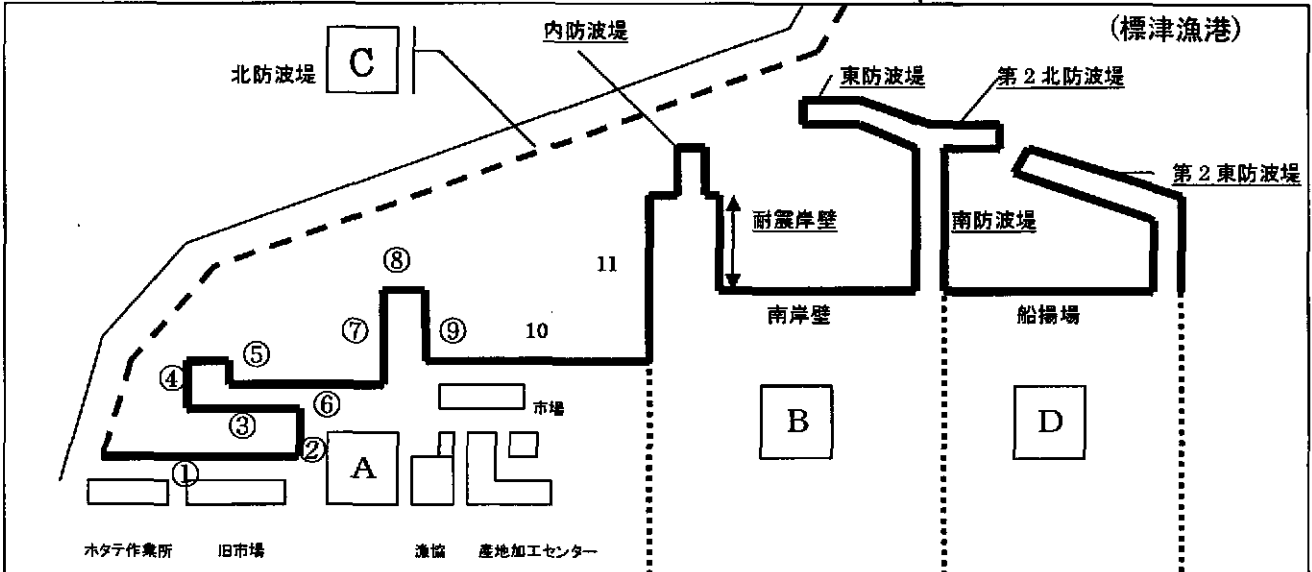 (標津漁港)
内防波堤
北防波堤
C
東防波堤
第2北防波堤
第2東防波堤
耐震岸壁
南防波堤
⑧
11
南岸壁
船揚場
⑦
⑨
10
⑤
④
⑥
③
市場
②
A
B
D
①
ホタテ作業所
旧市場
漁協
産地加工センター